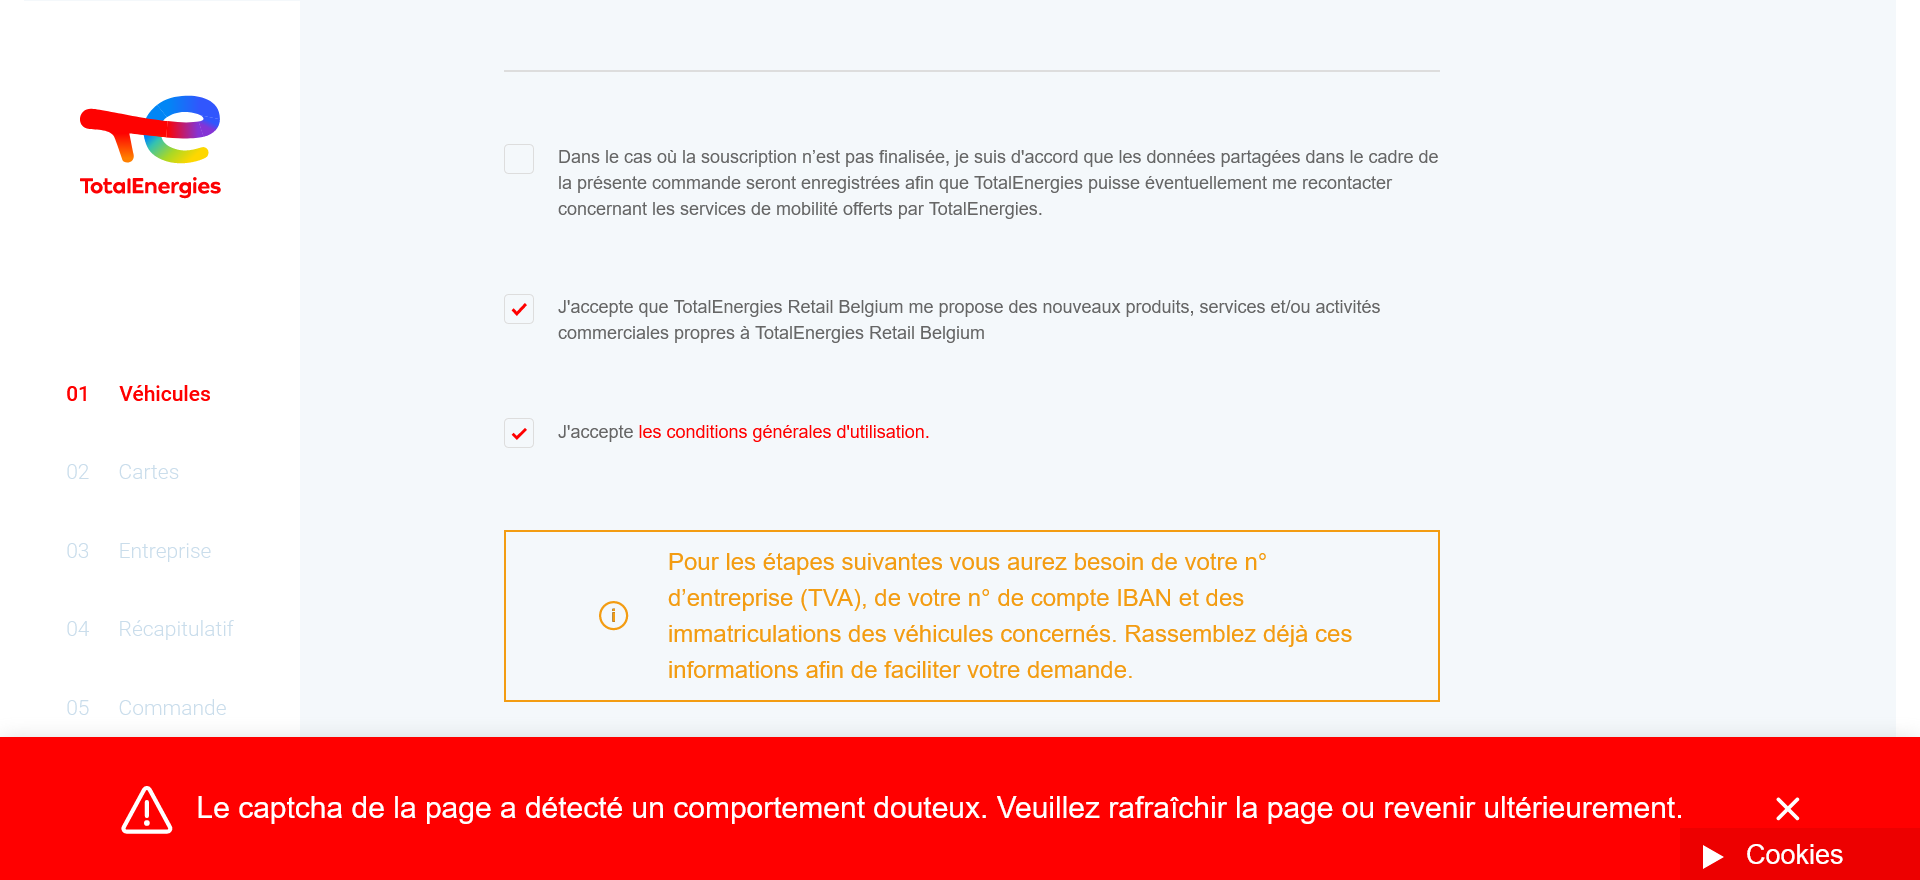 TotalEnergies
01 Véhicules
02 Cartes
03 Entreprise
04 Récapitulatif
05 Commande
Dans le cas où la souscription n’est pas finalisée, je suis d'accord que les données partagées dans le cadre de
la présente commande seront enregistrées afin que TotalEnergies puisse éventuellement me recontacter
concernant les services de mobilité offerts par TotalEnergies.
J'accepte que TotalEnergies Retail Belgium me propose des nouveaux produits, services et/ou activités
commerciales propres à TotalEnergies Retail Belgium
J'accepte les conditions générales d'utilisation.
Pour les étapes suivantes vous aurez besoin de votre n°
d’entreprise (TVA), de votre n° de compte IBAN et des
immatriculations des véhicules concernés. Rassemblez déjà ces
informations afin de faciliter votre demande.
Le captcha de la page a détecté un comportement douteux. Veuillez rafraîchir la page ou revenir ultérieurement.
Cookies